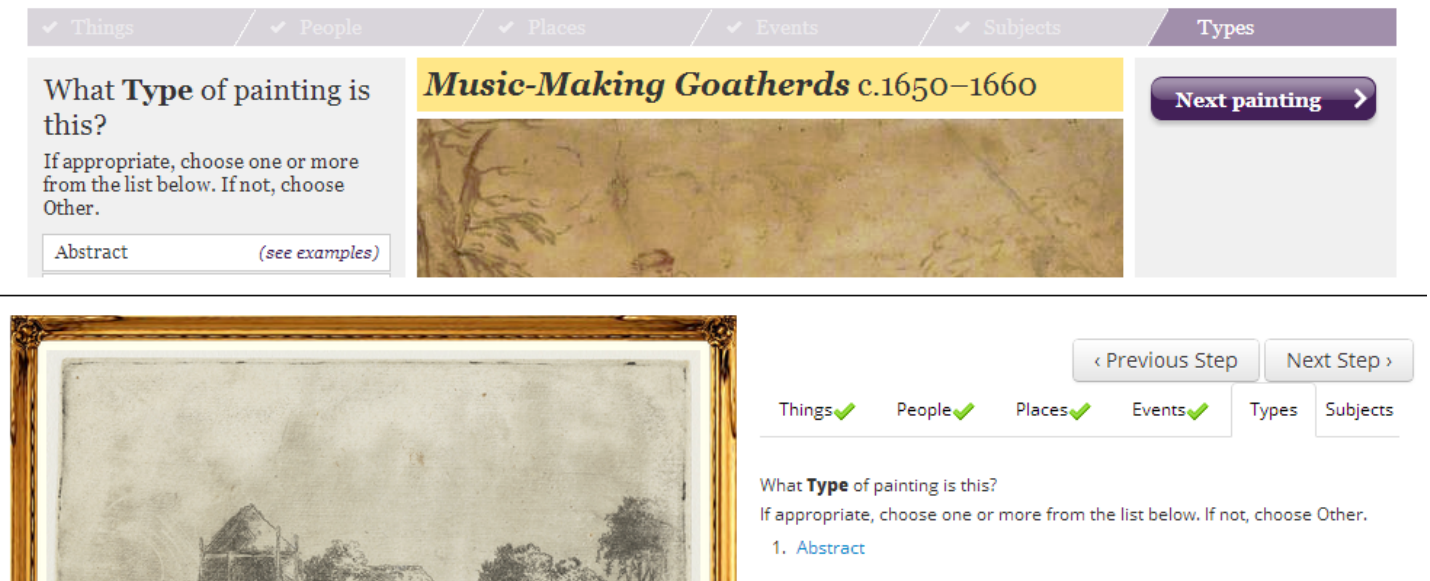 Things People Places Events Subjects Types
What Type of painting is
this?
If appropriate, choose one or more
from the list below. If not, choose
Other.
Abstract (see examples)
Music-Making Goatherds c.1650–1660
Next painting
‹ Previous Step Next Step ›
Things People Places Events Types Subjects
What Type of painting is this?
If appropriate, choose one or more from the list below. If not, choose Other.
1. Abstract